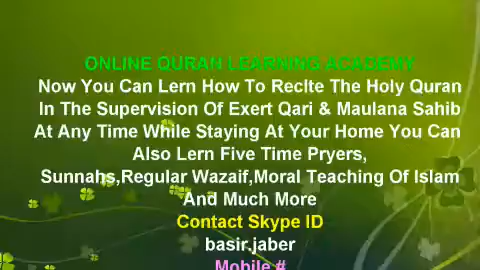 ONLINE QURAN LEARNING ACADEMY
Now You Can Lern How To RecIte The Holy Quran
In The Supervision Of Exert Qari & Maulana Sahib
At Any Time While Staying At Your Home You Can
Also Lern Five Time Pryers,
Sunnahs,Regular Wazaif,Moral Teaching Of Islam
And Much More
Contact Skype ID
basir.jaber
Mobile #